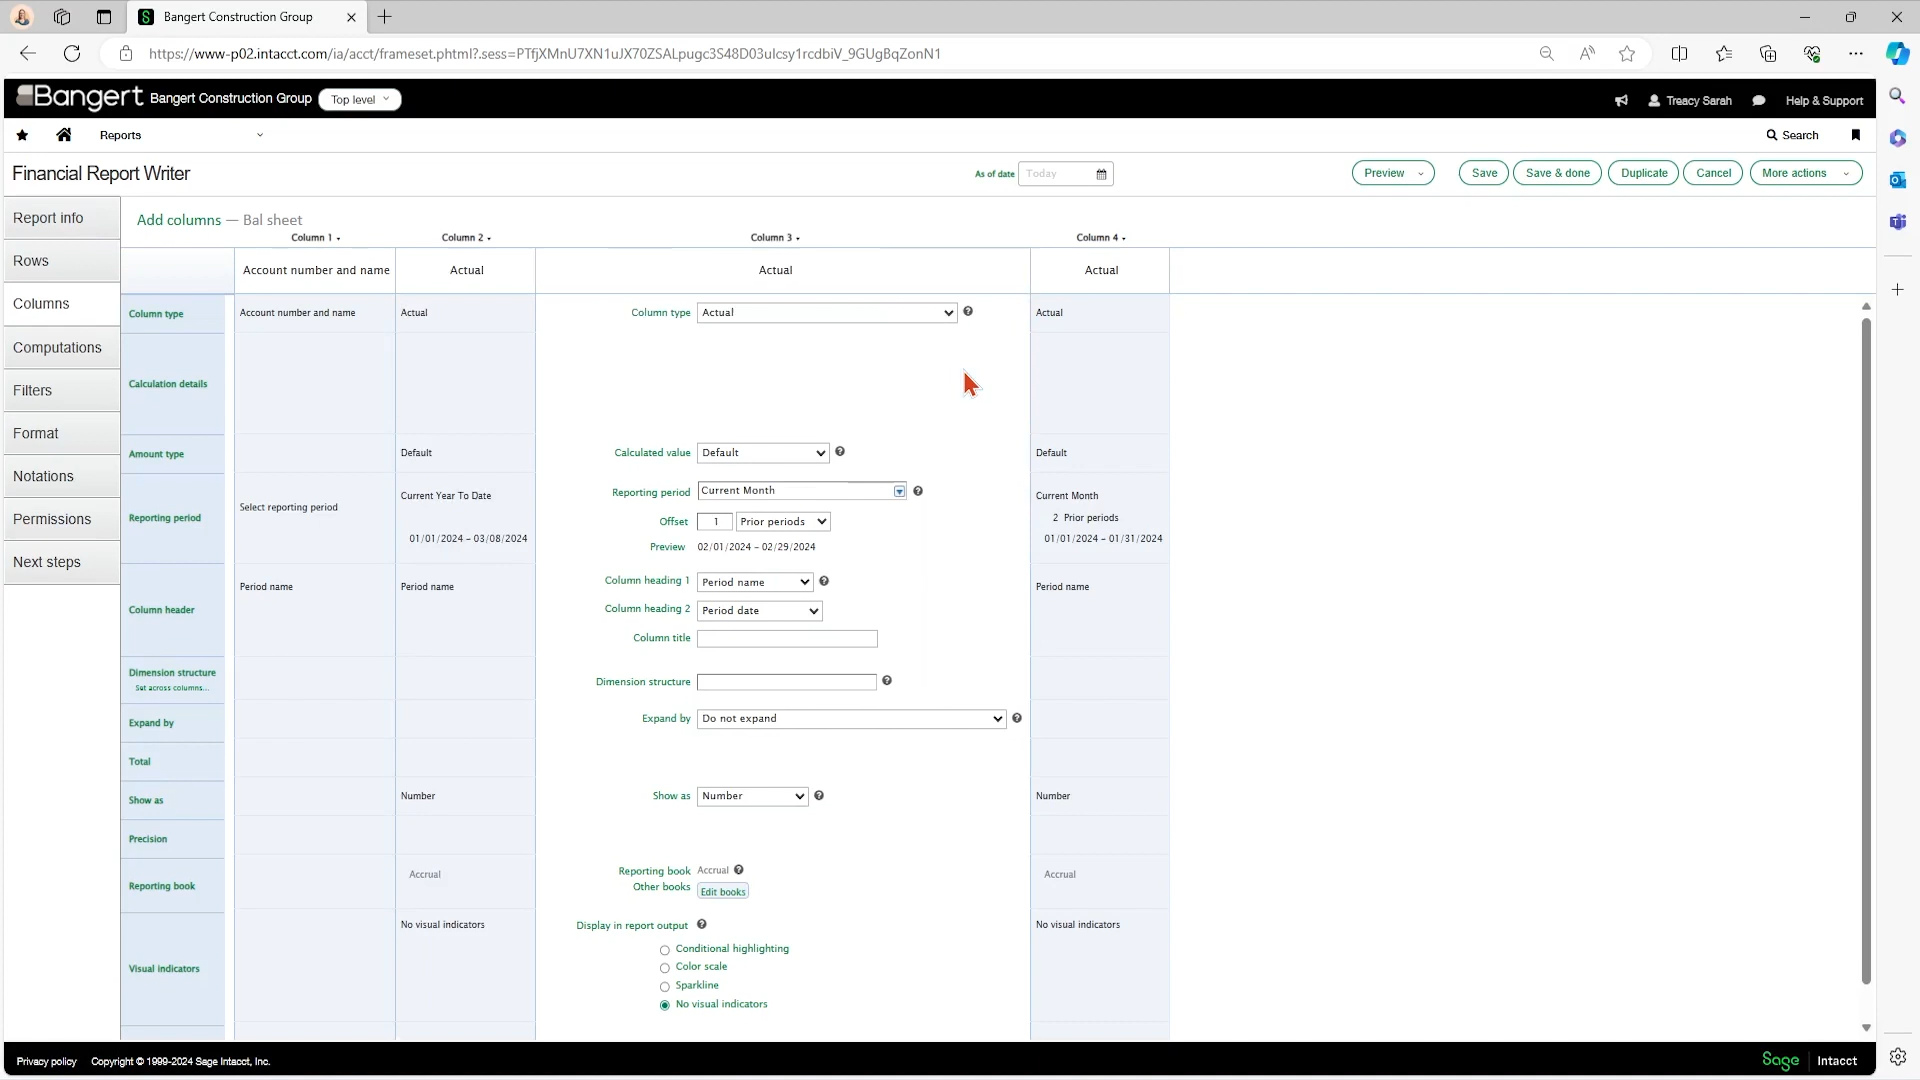 Bangert Construction Group
https://www-p02.intacct.com/ia/acct/frameset.phtml?.sess=PTfjXMnU7XN1uJX70ZSALpugc3S48D03ulcsy1rcdbiV_9GUgBqZonN1
Bangert Bangert Construction Group Top level
Treacy Sarah Help & Support
Reports Search
Financial Report Writer As of date Today Preview Save Save & done Duplicate Cancel More actions
Report info
Rows
Columns
Computations
Filters
Format
Notations
Permissions
Next steps
Add columns — Bal sheet
Column 1 Column 2 Column 3 Column 4
Account number and name Actual Actual Actual
Column type Account number and name Actual Column type Actual Actual
Calculation details
Amount type Default Calculated value Default Default
Reporting period Select reporting period Current Year To Date Reporting period Current Month Current Month
Offset 1 Prior periods 2 Prior periods
01/01/2024 - 03/08/2024 Preview 02/01/2024 - 02/29/2024 01/01/2024 - 01/31/2024
Column header Period name Period name Column heading 1 Period name Period name
Column heading 2 Period date
Column title
Dimension structure Dimension structure
Set across columns...
Expand by Expand by Do not expand
Total
Show as Number Show as Number Number
Precision
Reporting book Accrual Reporting book Accrual Accrual
Other books Edit books
Visual indicators No visual indicators Display in report output No visual indicators
Conditional highlighting
Color scale
Sparkline
No visual indicators
Privacy policy Copyright © 1999-2024 Sage Intacct, Inc. Sage Intacct